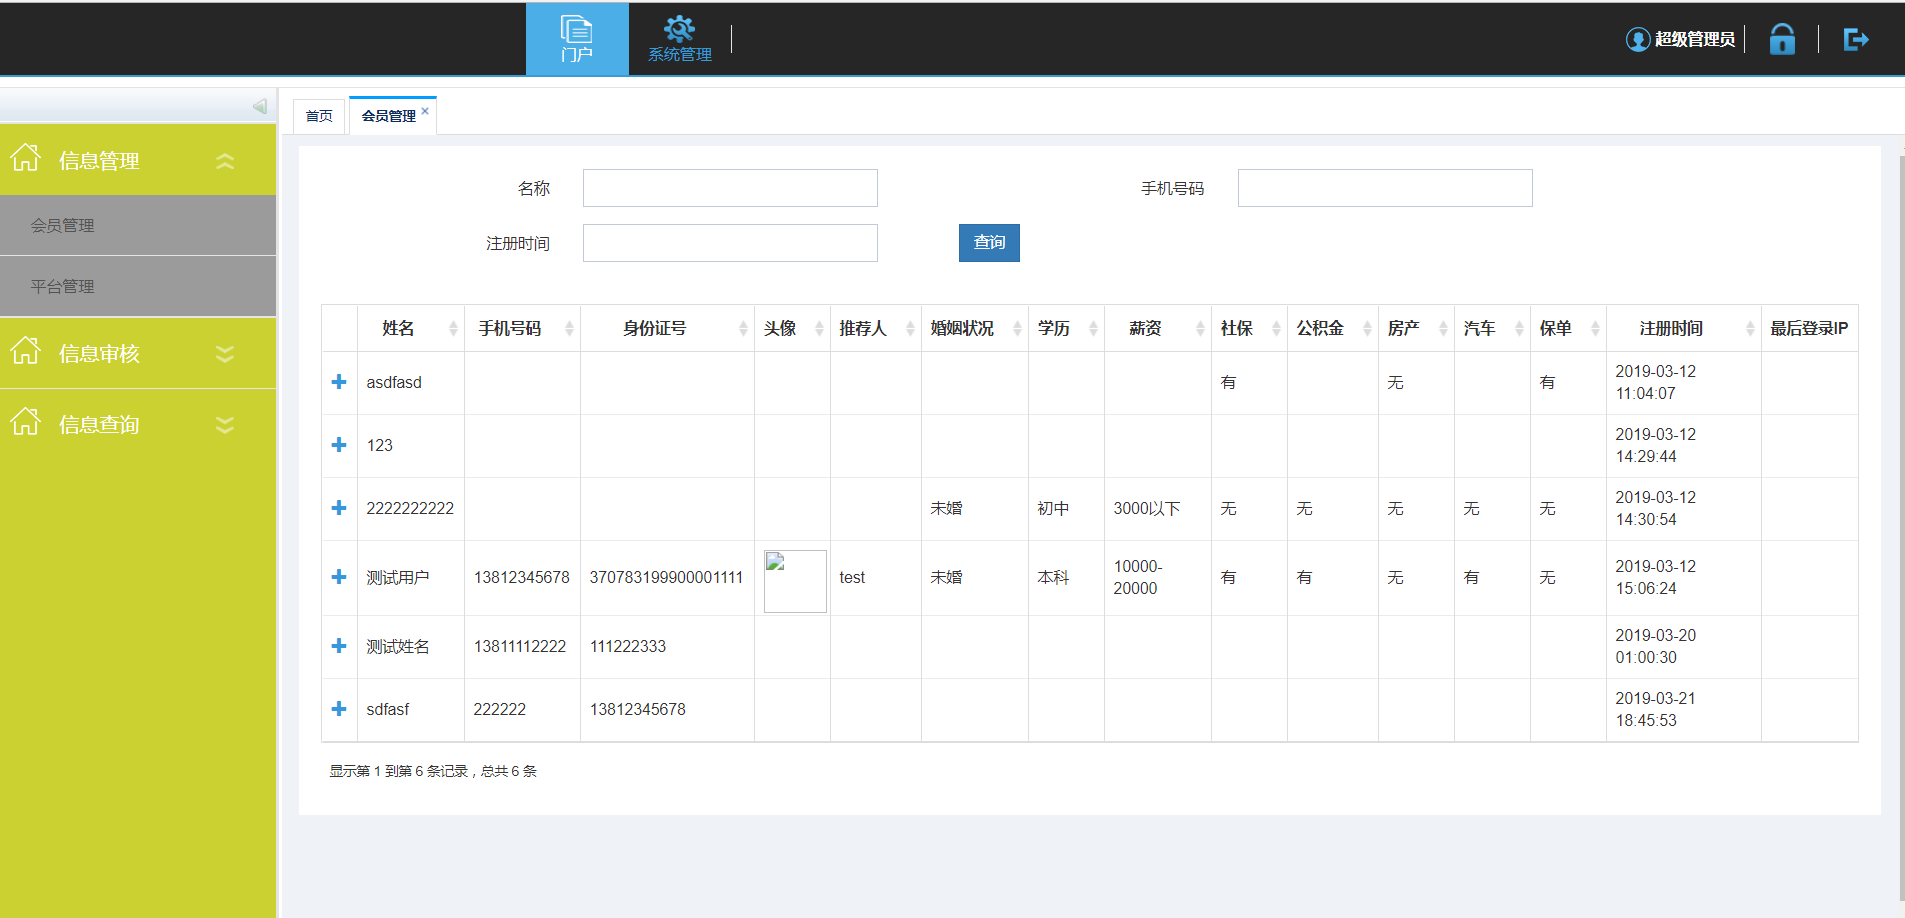 门户
系统管理
超级管理员
首页
会员管理
信息管理
会员管理
平台管理
信息审核
信息查询
名称
手机号码
注册时间
查询
姓名 手机号码 身份证号 头像 推荐人 婚姻状况 学历 薪资 社保 公积金 房产 汽车 保单 注册时间 最后登录IP
asdfasd 有 无 有 2019-03-12
11:04:07
123 2019-03-12
14:29:44
2222222222 未婚 初中 3000以下 无 无 无 无 无 2019-03-12
14:30:54
测试用户 13812345678 370783199900001111 test 未婚 本科 10000-
20000 有 有 无 有 无 2019-03-12
15:06:24
测试姓名 13811112222 111222333 2019-03-20
01:00:30
sdfasf 222222 13812345678 2019-03-21
18:45:53
显示第 1 到第 6 条记录，总共 6 条